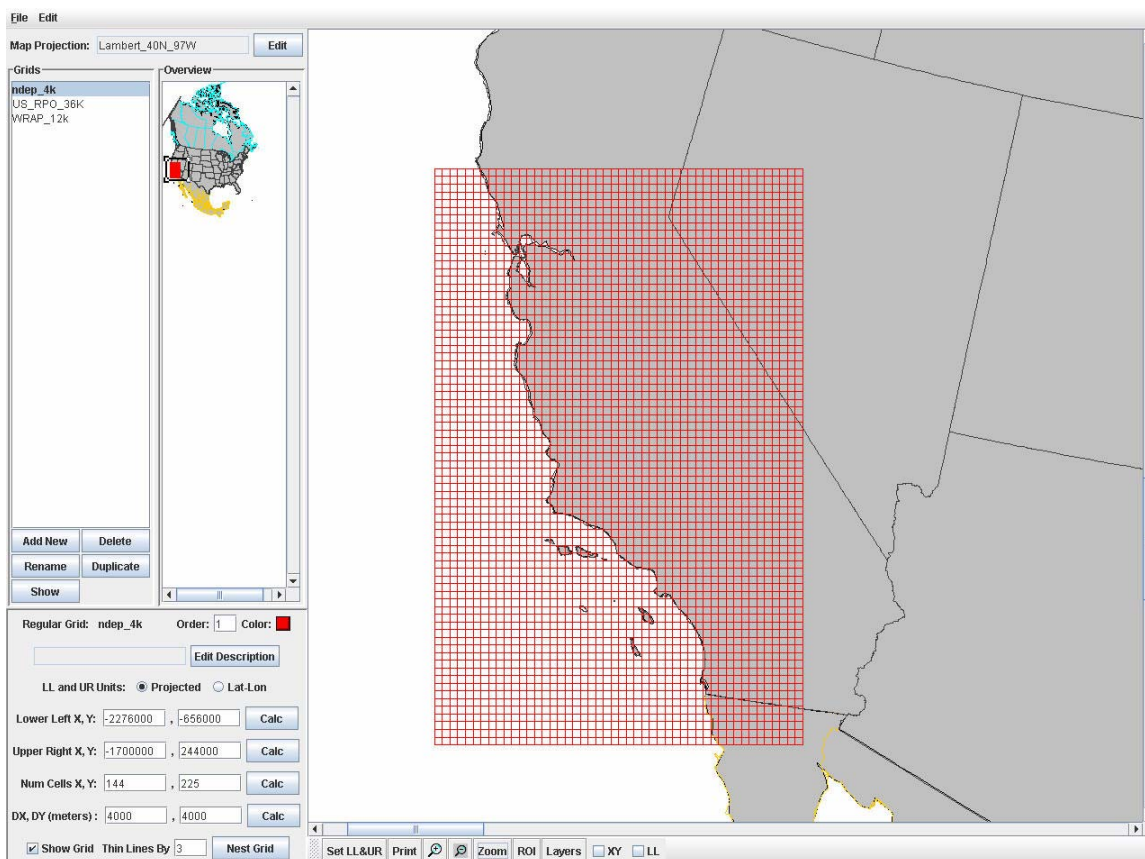 File Edit
Map Projection: Lambert_40N_97W Edit
Grids
ndep_4k
US_RPO_36K
WRAP_12k
Overview
Add New Delete
Rename Duplicate
Show
Regular Grid: ndep_4k Order: 1 Color:
Edit Description
LL and UR Units: Projected Lat-Lon
Lower Left X, Y: -2276000 , -656000 Calc
Upper Right X, Y: -1700000 , 244000 Calc
Num Cells X, Y: 144 , 225 Calc
DX, DY (meters) : 4000 , 4000 Calc
Show Grid Thin Lines By 3 Nest Grid
Set LL&UR Print Zoom ROI Layers XY LL